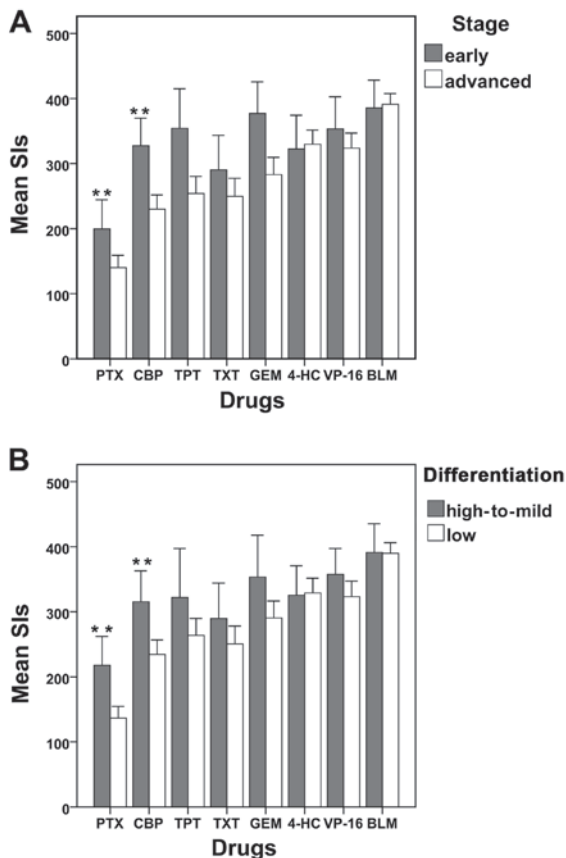 A
Stage
early
advanced
Mean SIs
500
400
300
200
100
0
**
**
PTX CBP TPT TXT GEM 4-HC VP-16 BLM
Drugs
B
Differentiation
high-to-mild
low
Mean SIs
500
400
300
200
100
0
**
**
PTX CBP TPT TXT GEM 4-HC VP-16 BLM
Drugs